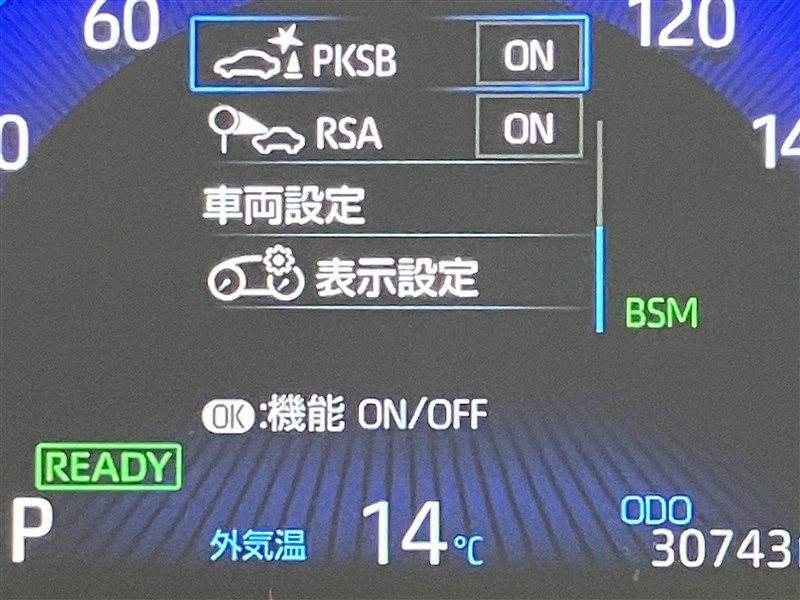 60
120
PKSB ON
0
RSA ON
14
車両設定
表示設定
BSM
OK:機能 ON/OFF
READY
P
外気温 14℃
ODO
30743